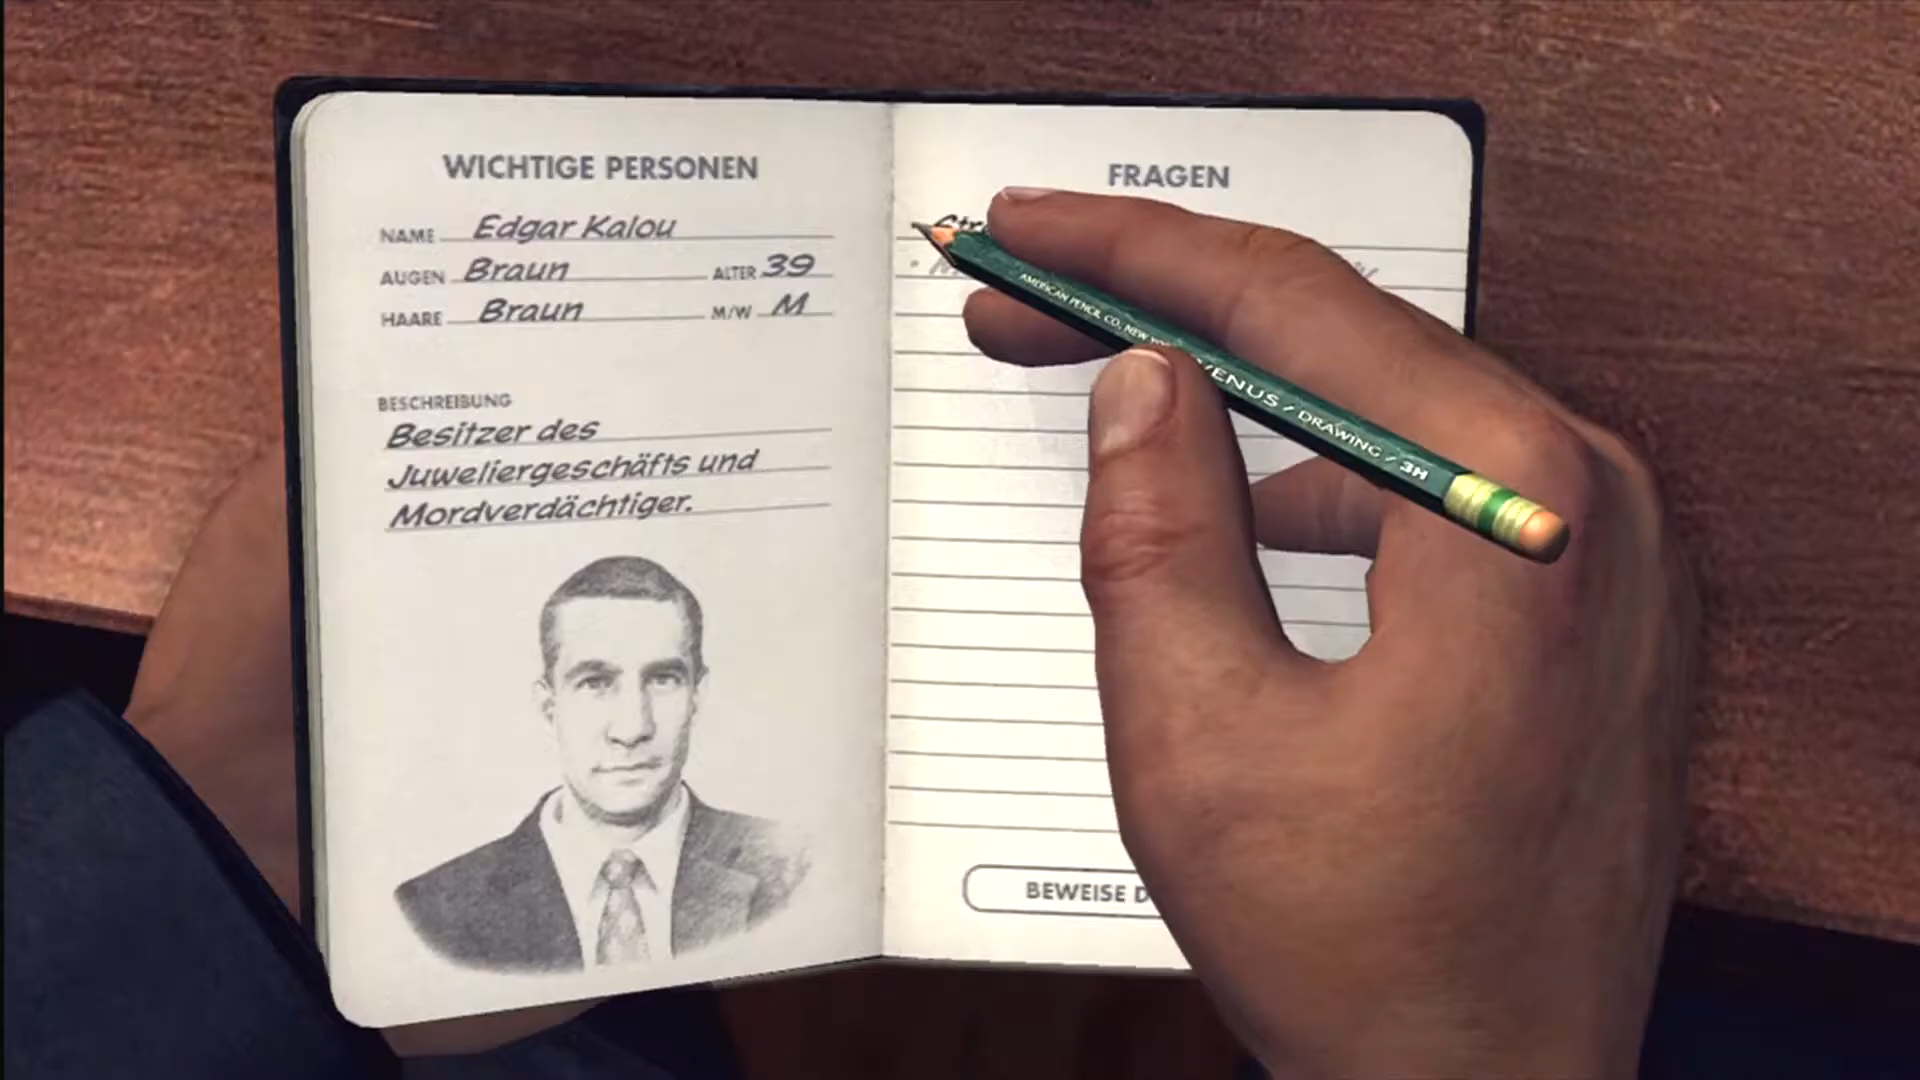 WICHTIGE PERSONEN
NAME Edgar Kalou
AUGEN Braun ALTER 39
HAARE Braun M/W M
BESCHREIBUNG
Besitzer des
Juweliergeschäfts und
Mordverdächtiger.
FRAGEN
BEWEISE
AMERICAN PENCIL CO. NEW VENUS / DRAWING / 3H